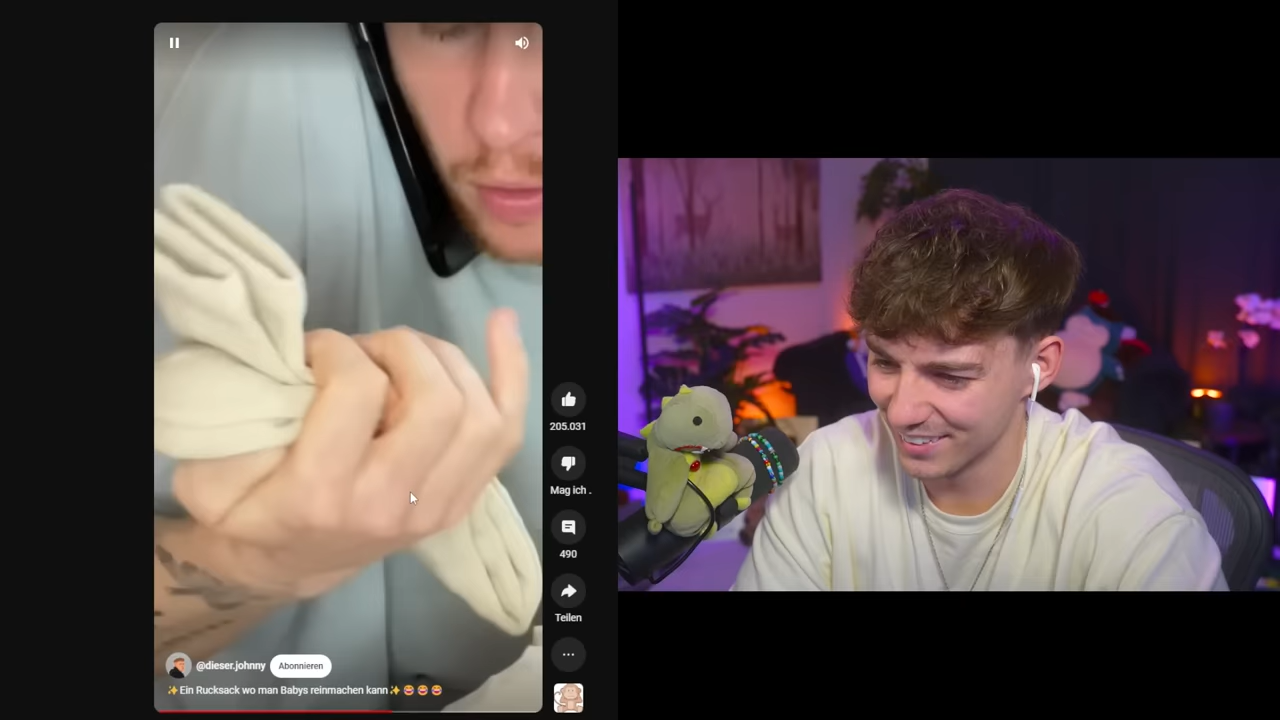 205.031
Mag ich .
490
Teilen
@dieser.johnny Abonnieren
✨Ein Rucksack wo man Babys reinmachen kann✨